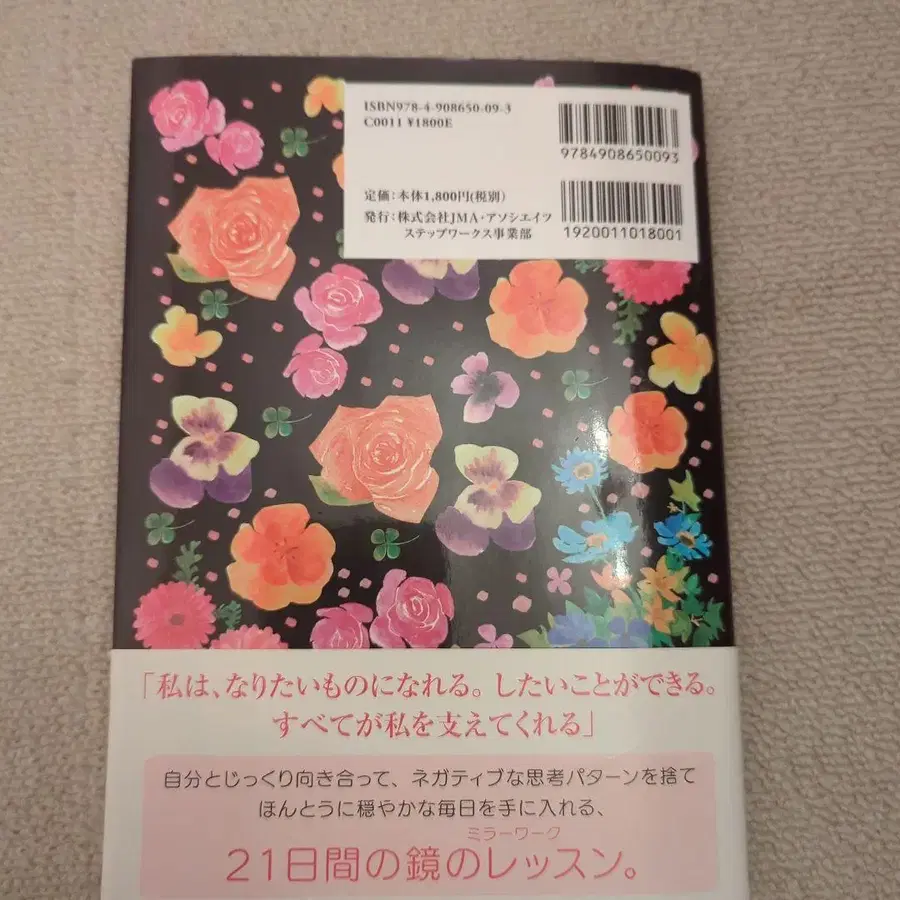 ISBN978-4-908650-09-3
C0011 ¥1800E
9784908650093
定価：本体1,800円(税別)
発行：株式会社JMA・アソシエイツ
ステップワークス事業部
1920011018001
「私は、なりたいものになれる。したいことができる。
すべてが私を支えてくれる」
自分とじっくり向き合って、ネガティブな思考パターンを捨て
ほんとうに穏やかな毎日を手に入れる、
ミラーワーク
21日間の鏡のレッスン。